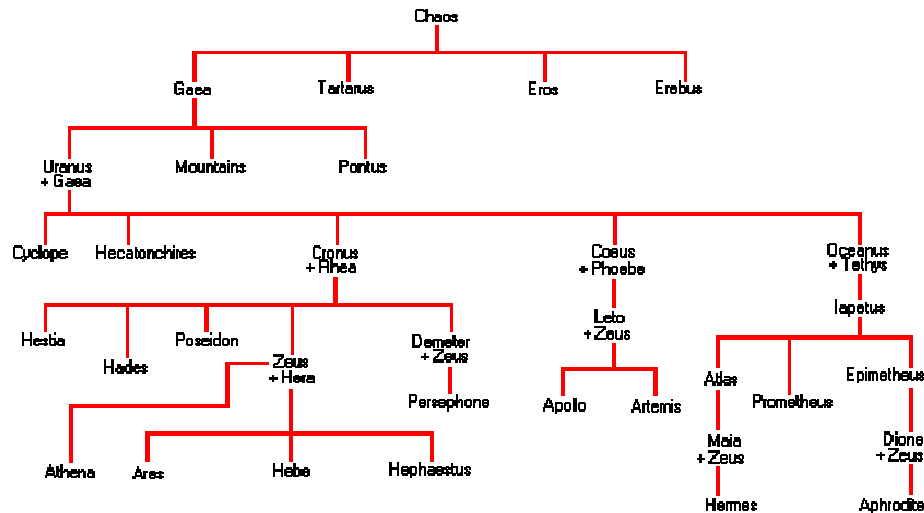 Chaos
Gaea Tartarus Eros Erebus
Uranus + Gaea Mountains Pontus
Cyclope Hecatonchires Cronus + Rhea Coeus + Phoebe Oceanus + Tethys
Iapetus
Hestia Hades Poseidon Zeus + Hera Demeter + Zeus Leto + Zeus
Atlas Prometheus Epimetheus
Persephone Apollo Artemis
Maia + Zeus Dione + Zeus
Athena Ares Hebe Hephaestus
Hermes Aphrodite